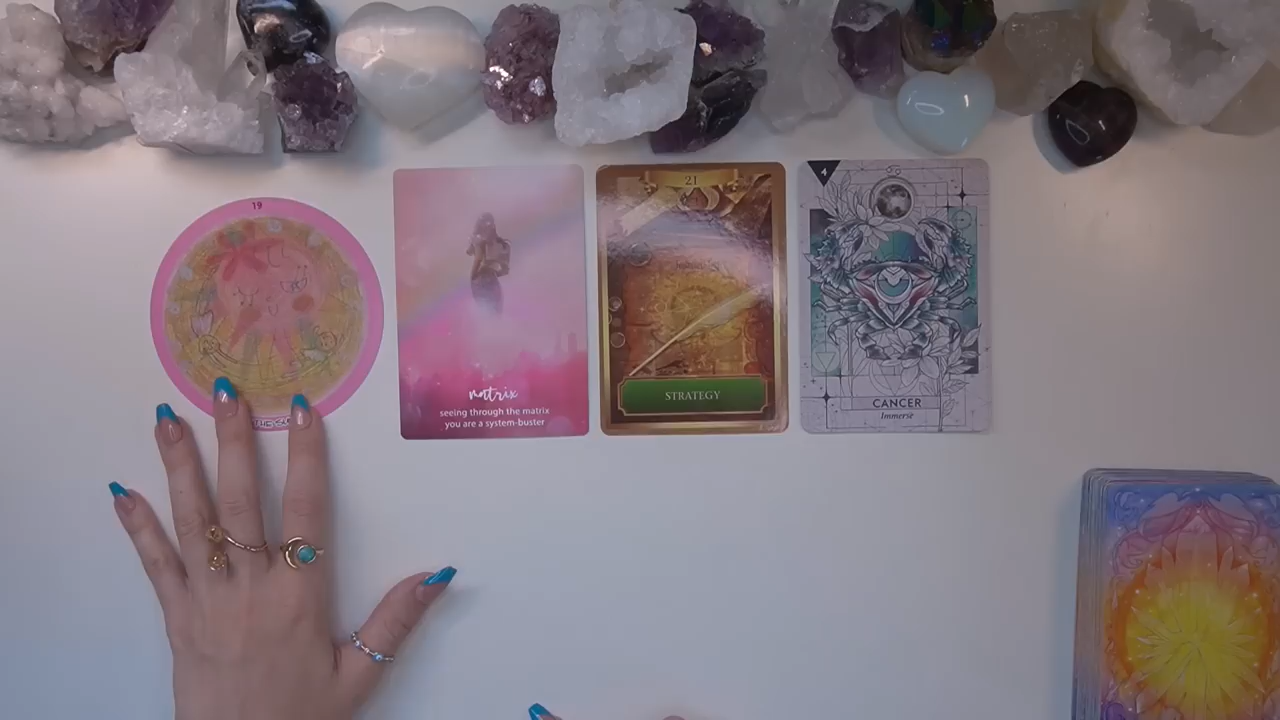 19
matrix
seeing through the matrix
you are a system-buster
21
STRATEGY
4
CANCER
Immerse